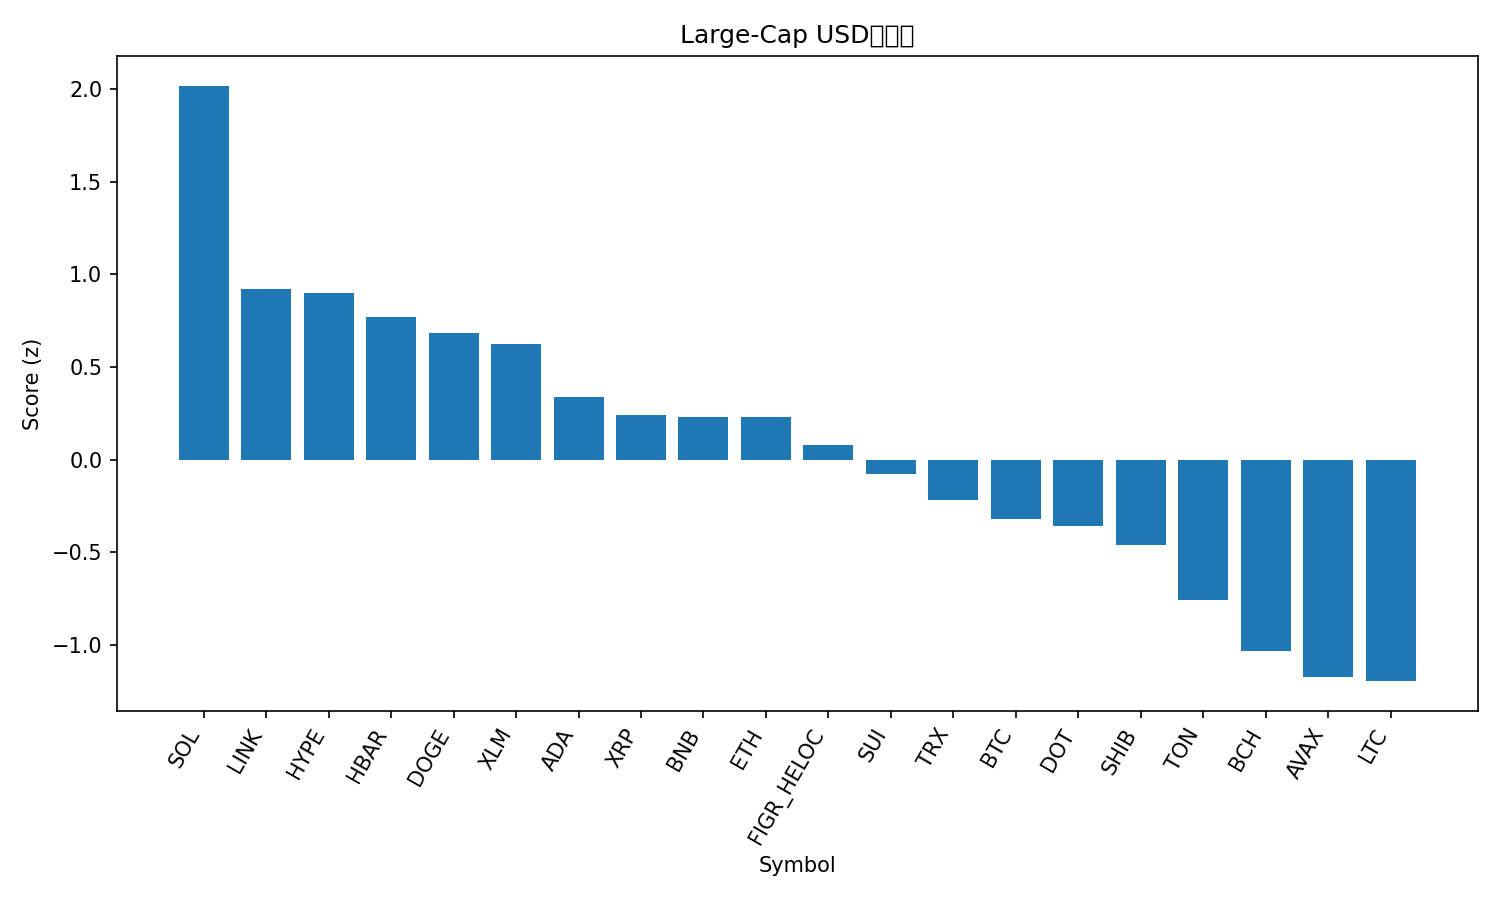 Large-Cap USD
Score (z)
2.0
1.5
1.0
0.5
0.0
−0.5
−1.0
SOL
LINK
HYPE
HBAR
DOGE
XLM
ADA
XRP
BNB
ETH
FIGR_HELOC
SUI
TRX
BTC
DOT
SHIB
TON
BCH
AVAX
LTC
Symbol